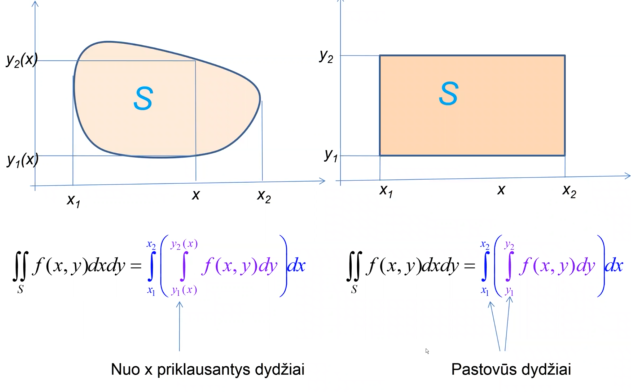 y₂(x)
S
y₁(x)
x₁
x
x₂
y₂
S
y₁
x₁
x
x₂
∬_S f(x, y)dxdy = ∫_{x₁}^{x₂} ( ∫_{y₁(x)}^{y₂(x)} f(x, y)dy ) dx
∬_S f(x, y)dxdy = ∫_{x₁}^{x₂} ( ∫_{y₁}^{y₂} f(x, y)dy ) dx
Nuo x priklausantys dydžiai
Pastovūs dydžiai